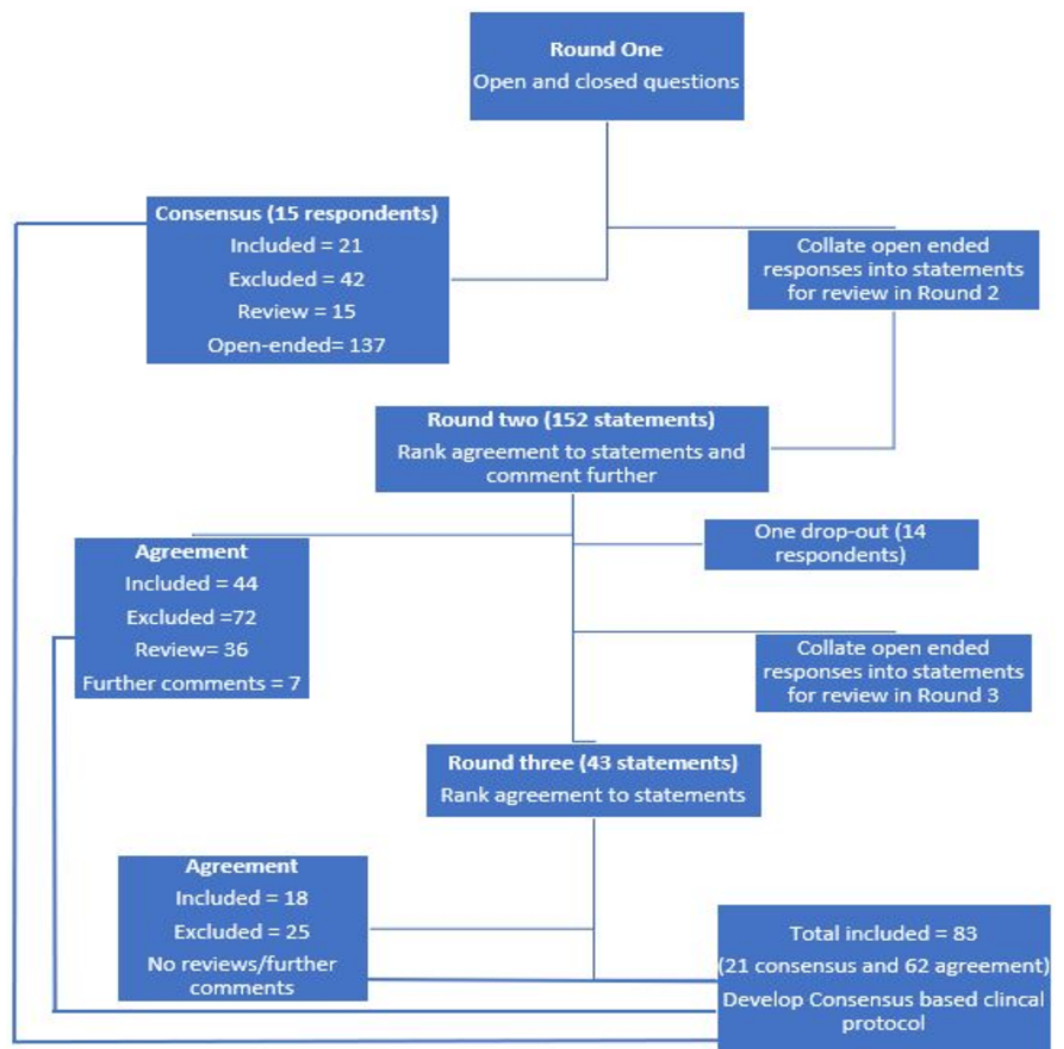 Round One
Open and closed questions
Consensus (15 respondents)
Included = 21
Excluded = 42
Review = 15
Open-ended= 137
Collate open ended
responses into statements
for review in Round 2
Round two (152 statements)
Rank agreement to statements and
comment further
One drop-out (14
respondents)
Agreement
Included = 44
Excluded =72
Review= 36
Further comments = 7
Collate open ended
responses into statements
for review in Round 3
Round three (43 statements)
Rank agreement to statements
Agreement
Included = 18
Excluded = 25
No reviews/further
comments
Total included = 83
(21 consensus and 62 agreement)
Develop Consensus based clincal
protocol